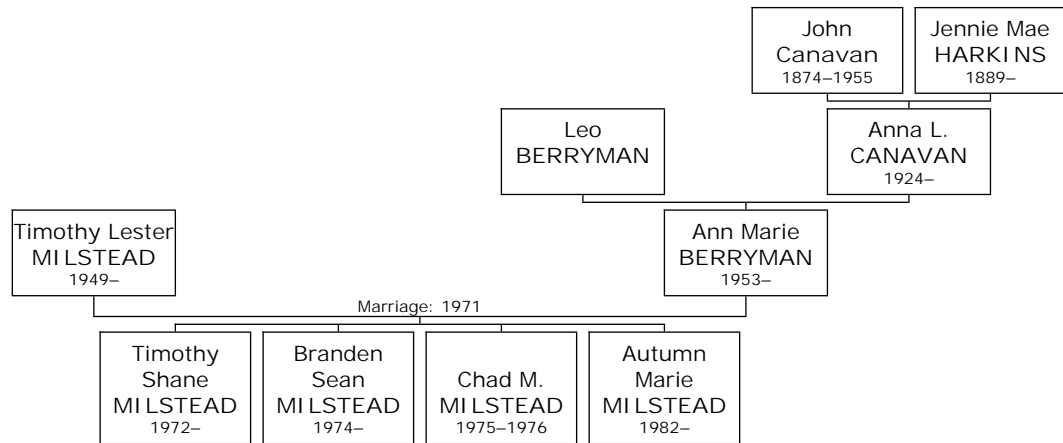 John
Canavan
1874–1955
Jennie Mae
HARKINS
1889–
Leo
BERRYMAN
Anna L.
CANAVAN
1924–
Timothy Lester
MILSTEAD
1949–
Ann Marie
BERRYMAN
1953–
Marriage: 1971
Timothy
Shane
MILSTEAD
1972–
Branden
Sean
MILSTEAD
1974–
Chad M.
MILSTEAD
1975–1976
Autumn
Marie
MILSTEAD
1982–